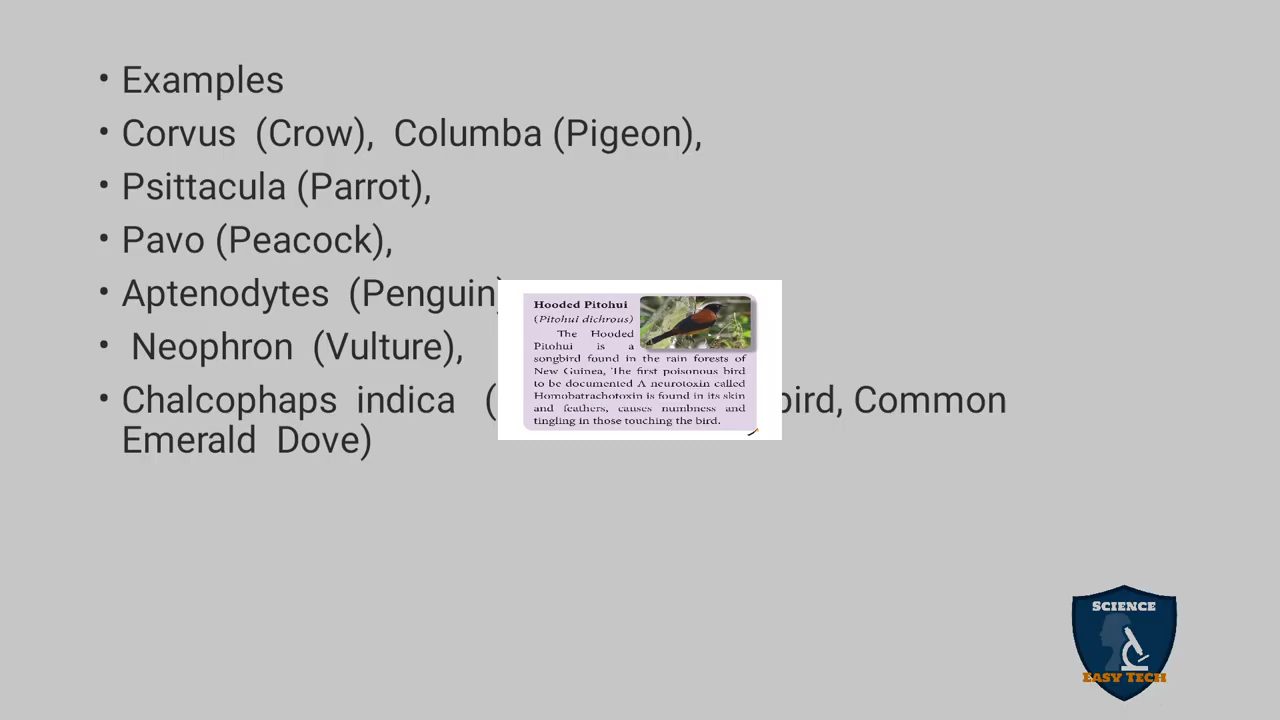 • Examples
• Corvus (Crow), Columba (Pigeon),
• Psittacula (Parrot),
• Pavo (Peacock),
• Aptenodytes (Penguin)
• Neophron (Vulture),
• Chalcophaps indica ( bird, Common
Emerald Dove)
Hooded Pitohui
(Pitohui dichrous)
The Hooded
Pitohui is a
songbird found in the rain forests of
New Guinea, The first poisonous bird
to be documented A neurotoxin called
Homobatrachotoxin is found in its skin
and feathers, causes numbness and
tingling in those touching the bird.
SCIENCE
EASY TECH